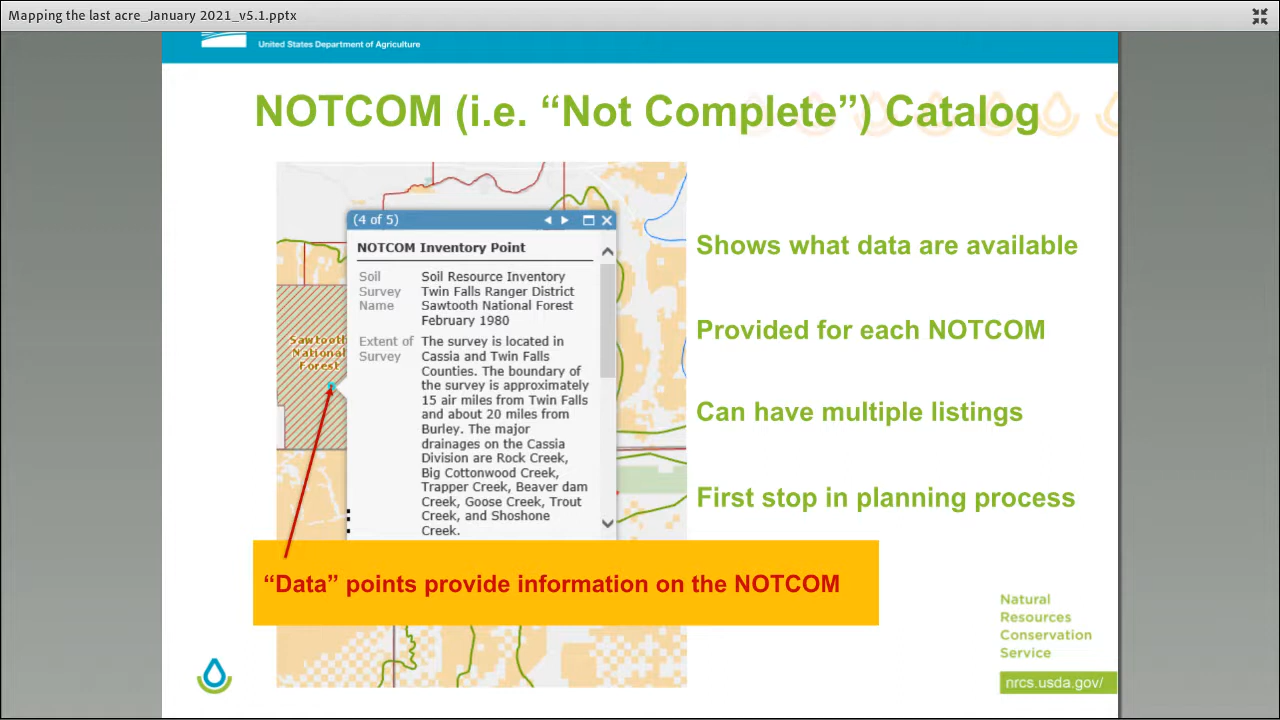 Mapping the last acre_January 2021_v5.1.pptx
United States Department of Agriculture
NOTCOM (i.e. “Not Complete”) Catalog
(4 of 5)
NOTCOM Inventory Point
Soil Survey Name
Soil Resource Inventory
Twin Falls Ranger District
Sawtooth National Forest
February 1980
Extent of Survey
The survey is located in
Cassia and Twin Falls
Counties. The boundary of
the survey is approximately
15 air miles from Twin Falls
and about 20 miles from
Burley. The major
drainages on the Cassia
Division are Rock Creek,
Big Cottonwood Creek,
Trapper Creek, Beaver dam
Creek, Goose Creek, Trout
Creek, and Shoshone
Creek.
Sawtooth
National
Forest
Shows what data are available
Provided for each NOTCOM
Can have multiple listings
First stop in planning process
“Data” points provide information on the NOTCOM
Natural
Resources
Conservation
Service
nrcs.usda.gov/